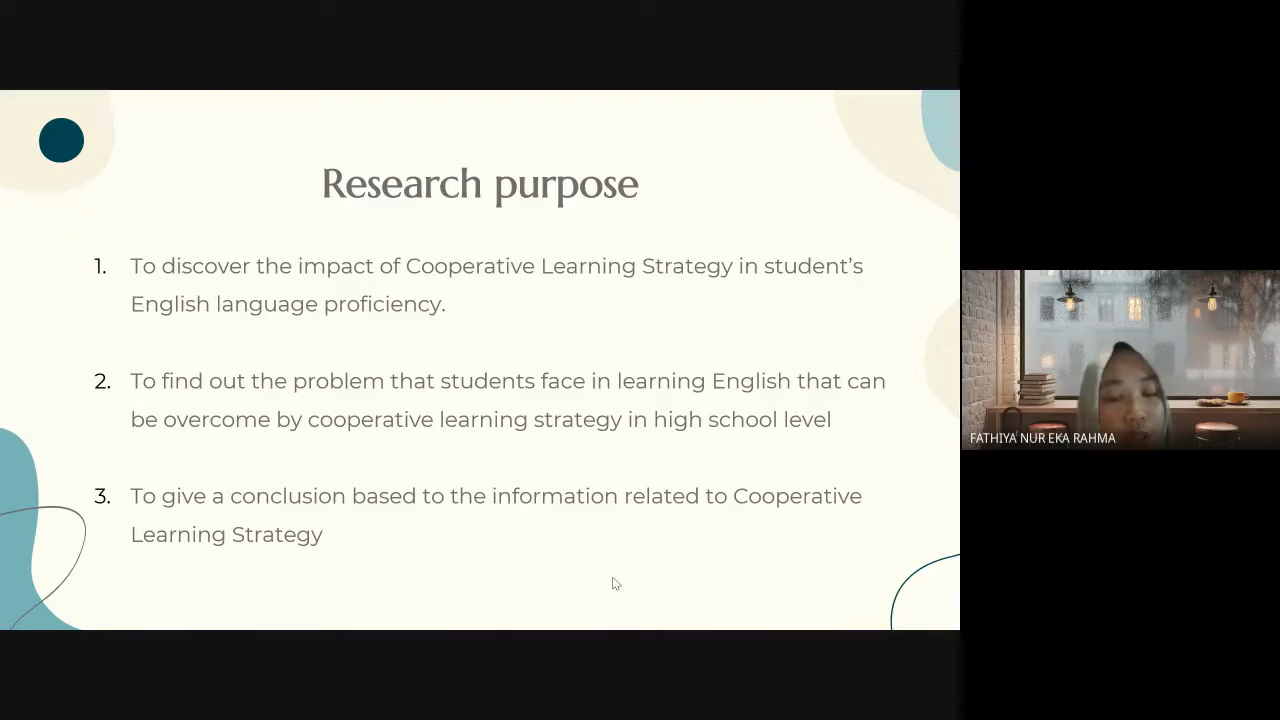 Research purpose
1. To discover the impact of Cooperative Learning Strategy in student’s
English language proficiency.
2. To find out the problem that students face in learning English that can
be overcome by cooperative learning strategy in high school level
3. To give a conclusion based to the information related to Cooperative
Learning Strategy
FATHIYA NUR EKA RAHMA